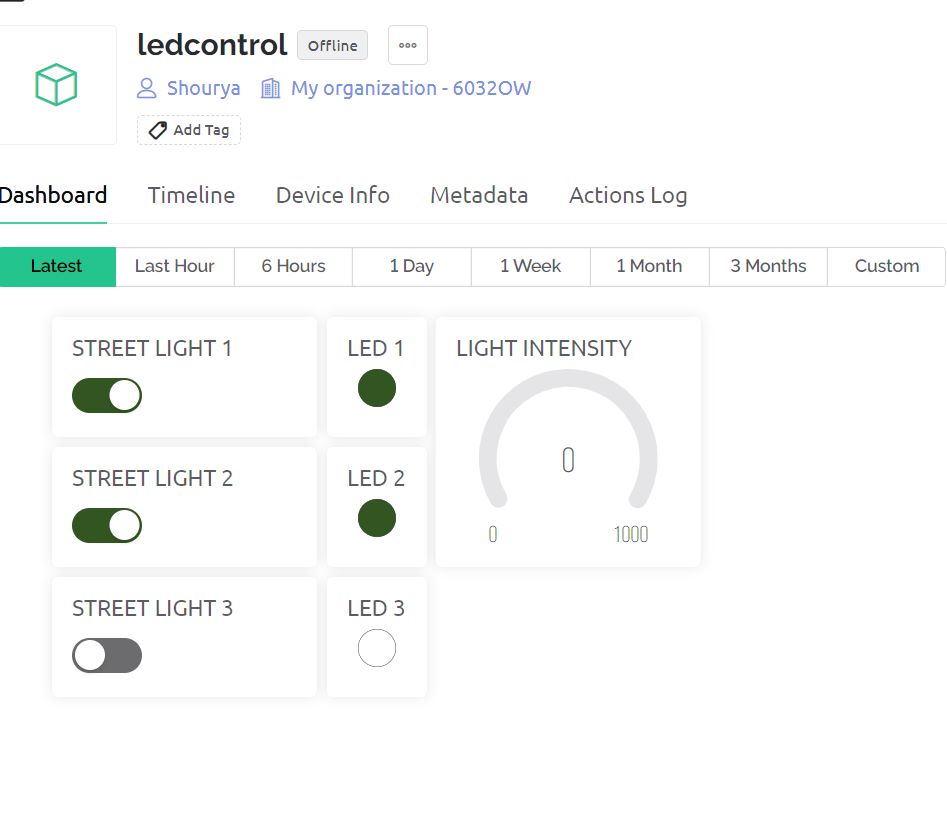 ledcontrol Offline
Shourya My organization - 6032OW
Add Tag
Dashboard Timeline Device Info Metadata Actions Log
Latest Last Hour 6 Hours 1 Day 1 Week 1 Month 3 Months Custom
STREET LIGHT 1 LED 1 LIGHT INTENSITY
0
STREET LIGHT 2 LED 2
0 1000
STREET LIGHT 3 LED 3